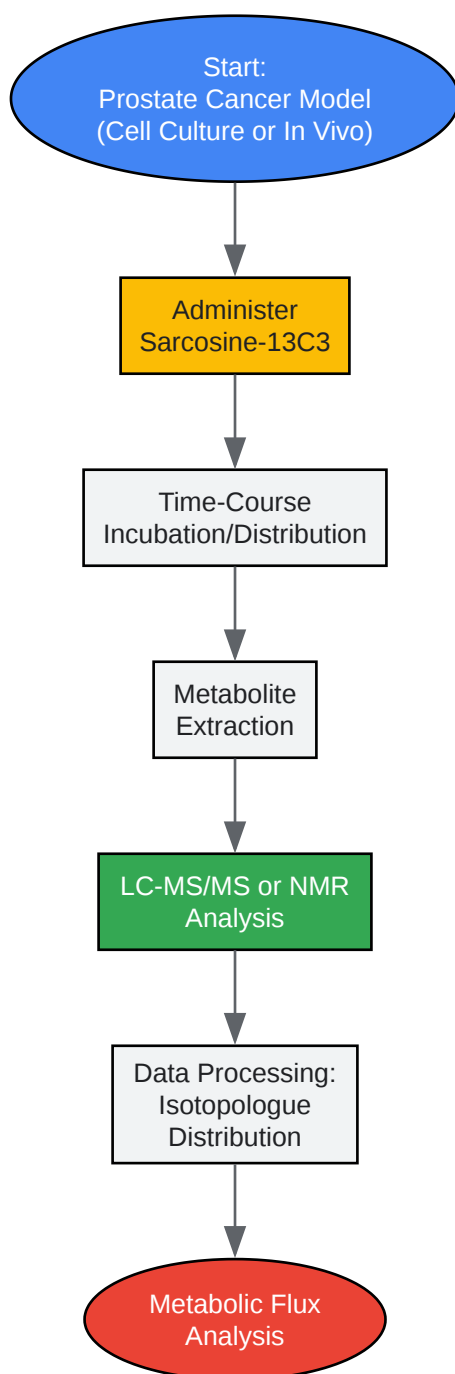 Start:
Prostate Cancer Model
(Cell Culture or In Vivo)
Administer
Sarcosine-13C3
Time-Course
Incubation/Distribution
Metabolite
Extraction
LC-MS/MS or NMR
Analysis
Data Processing:
Isotopologue
Distribution
Metabolic Flux
Analysis